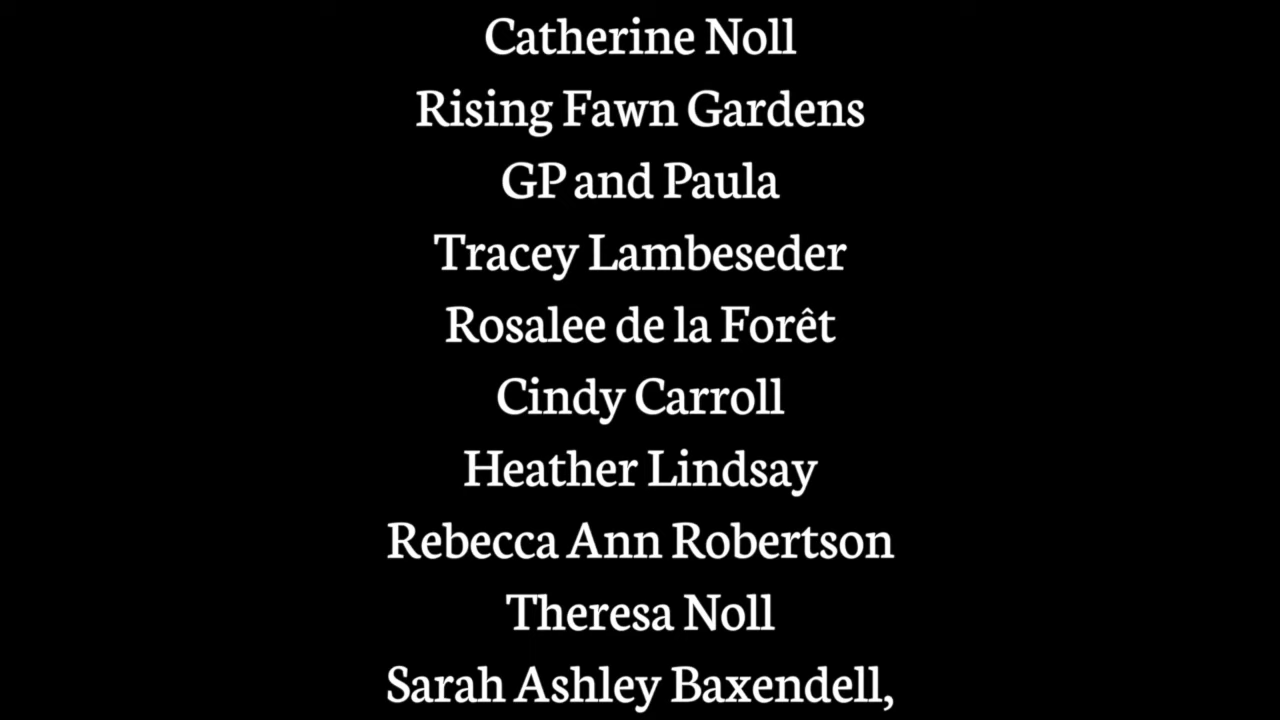 Catherine Noll
Rising Fawn Gardens
GP and Paula
Tracey Lambeseder
Rosalee de la Forêt
Cindy Carroll
Heather Lindsay
Rebecca Ann Robertson
Theresa Noll
Sarah Ashley Baxendell,